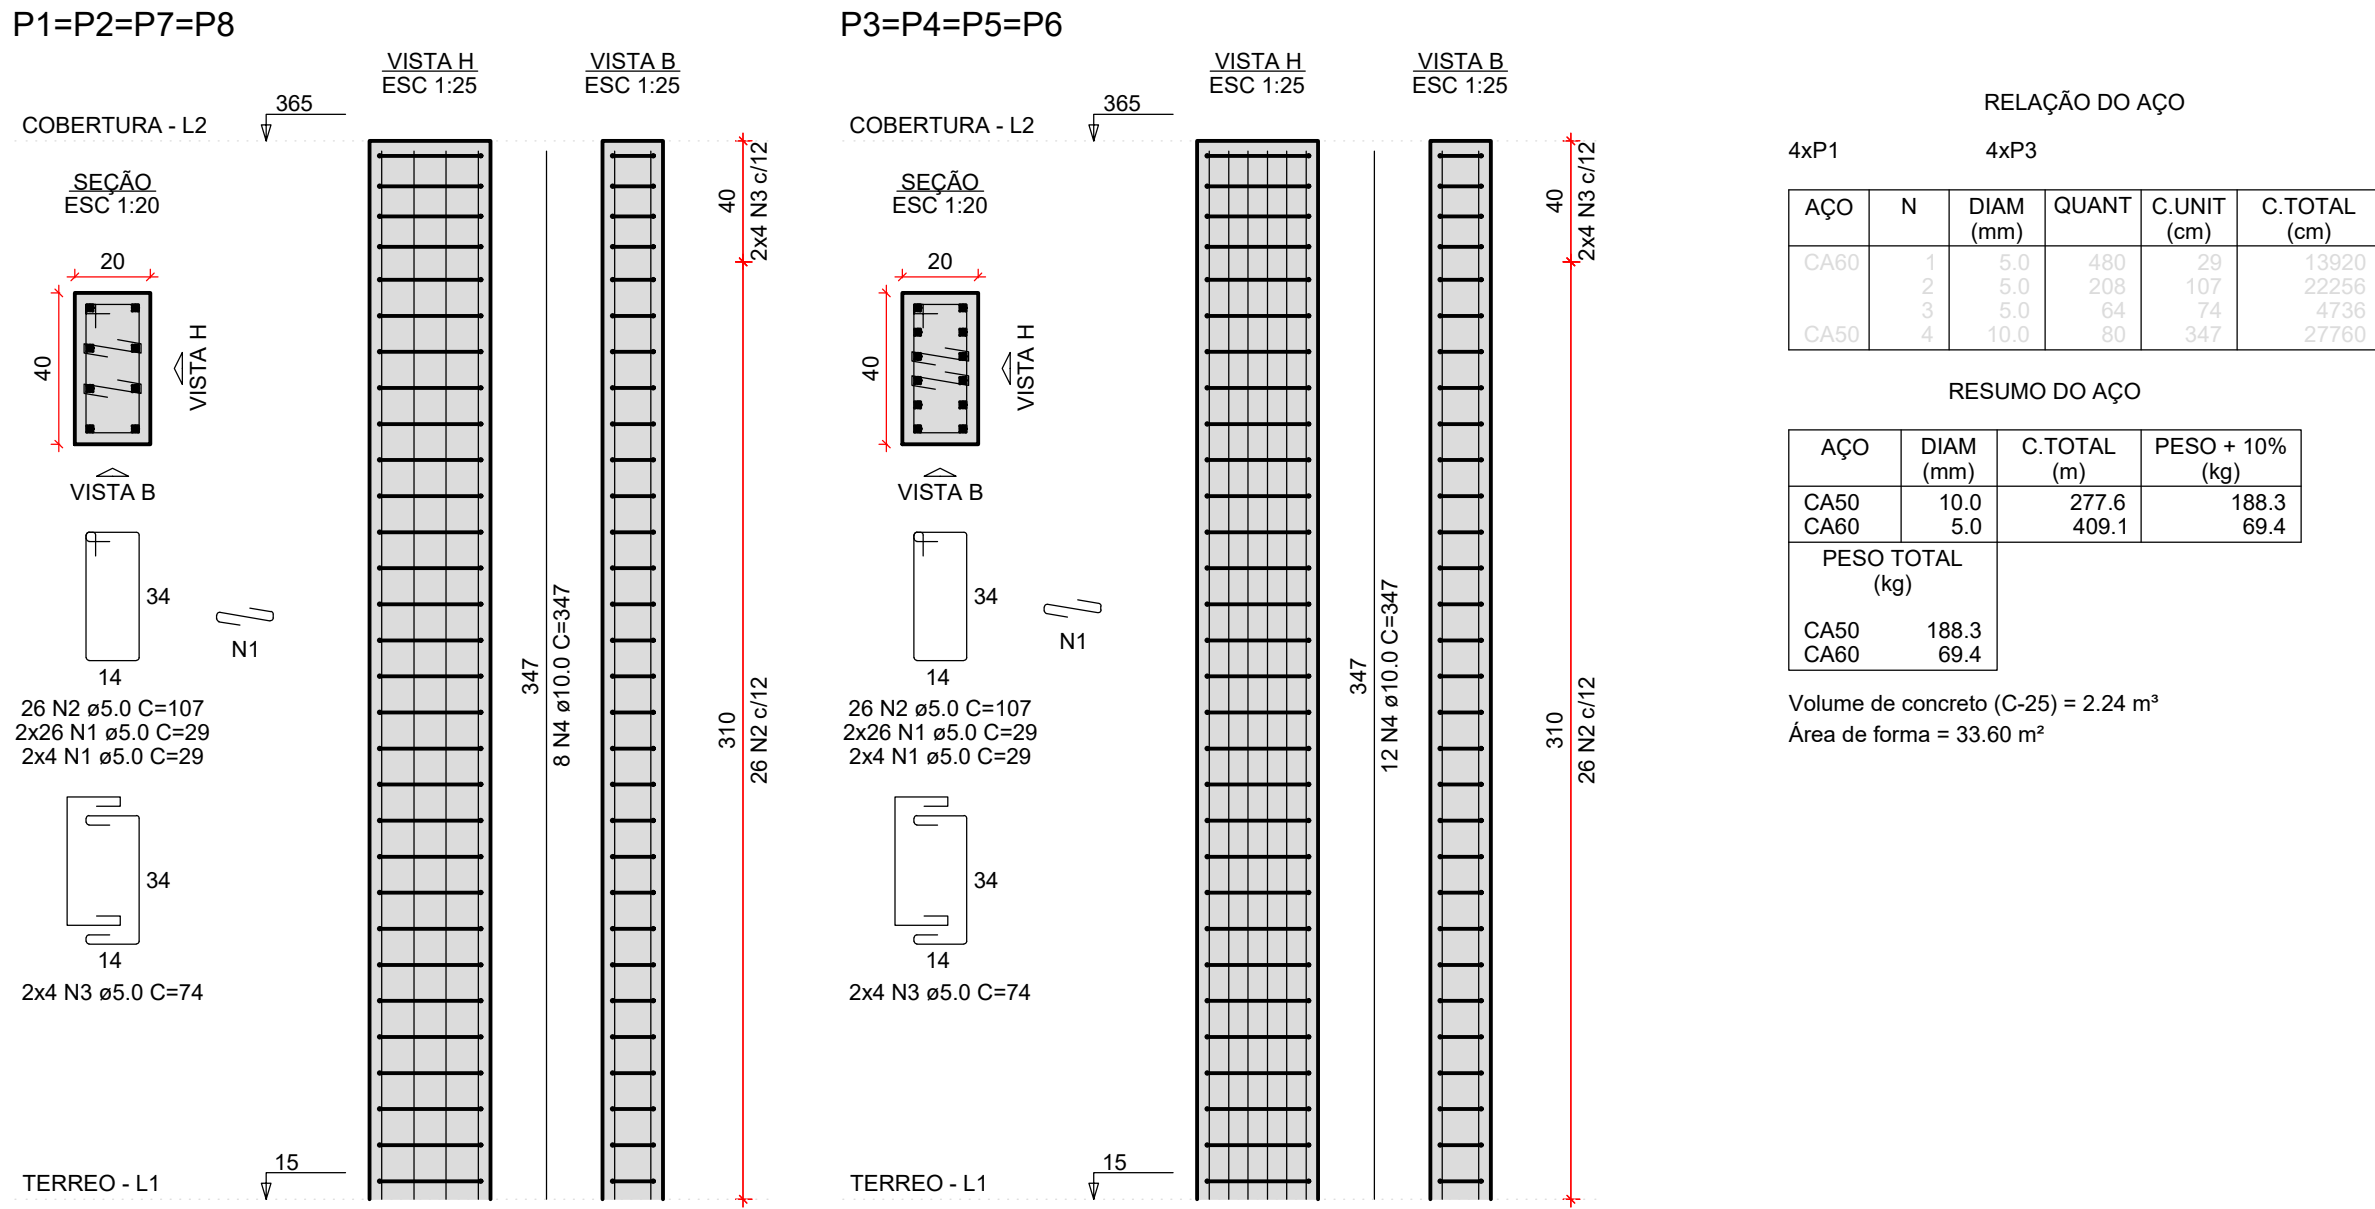 P1=P2=P7=P8
VISTA H
ESC 1:25
VISTA B
ESC 1:25
365
COBERTURA - L2
SEÇÃO
ESC 1:20
20
40
VISTA H
VISTA B
34
14
N1
26 N2 ø5.0 C=107
2x26 N1 ø5.0 C=29
2x4 N1 ø5.0 C=29
34
14
2x4 N3 ø5.0 C=74
347
8 N4 ø10.0 C=347
40
2x4 N3 c/12
310
26 N2 c/12
15
TERREO - L1
P3=P4=P5=P6
VISTA H
ESC 1:25
VISTA B
ESC 1:25
365
COBERTURA - L2
SEÇÃO
ESC 1:20
20
40
VISTA H
VISTA B
34
14
N1
26 N2 ø5.0 C=107
2x26 N1 ø5.0 C=29
2x4 N1 ø5.0 C=29
34
14
2x4 N3 ø5.0 C=74
347
12 N4 ø10.0 C=347
40
2x4 N3 c/12
310
26 N2 c/12
15
TERREO - L1
RELAÇÃO DO AÇO
4xP1 4xP3
AÇO N DIAM QUANT C.UNIT C.TOTAL
(mm) (cm) (cm)
CA60 1 5.0 480 29 13920
2 5.0 208 107 22256
3 5.0 64 74 4736
CA50 4 10.0 80 347 27760
RESUMO DO AÇO
AÇO DIAM C.TOTAL PESO + 10%
(mm) (m) (kg)
CA50 10.0 277.6 188.3
CA60 5.0 409.1 69.4
PESO TOTAL
(kg)
CA50 188.3
CA60 69.4
Volume de concreto (C-25) = 2.24 m³
Área de forma = 33.60 m²